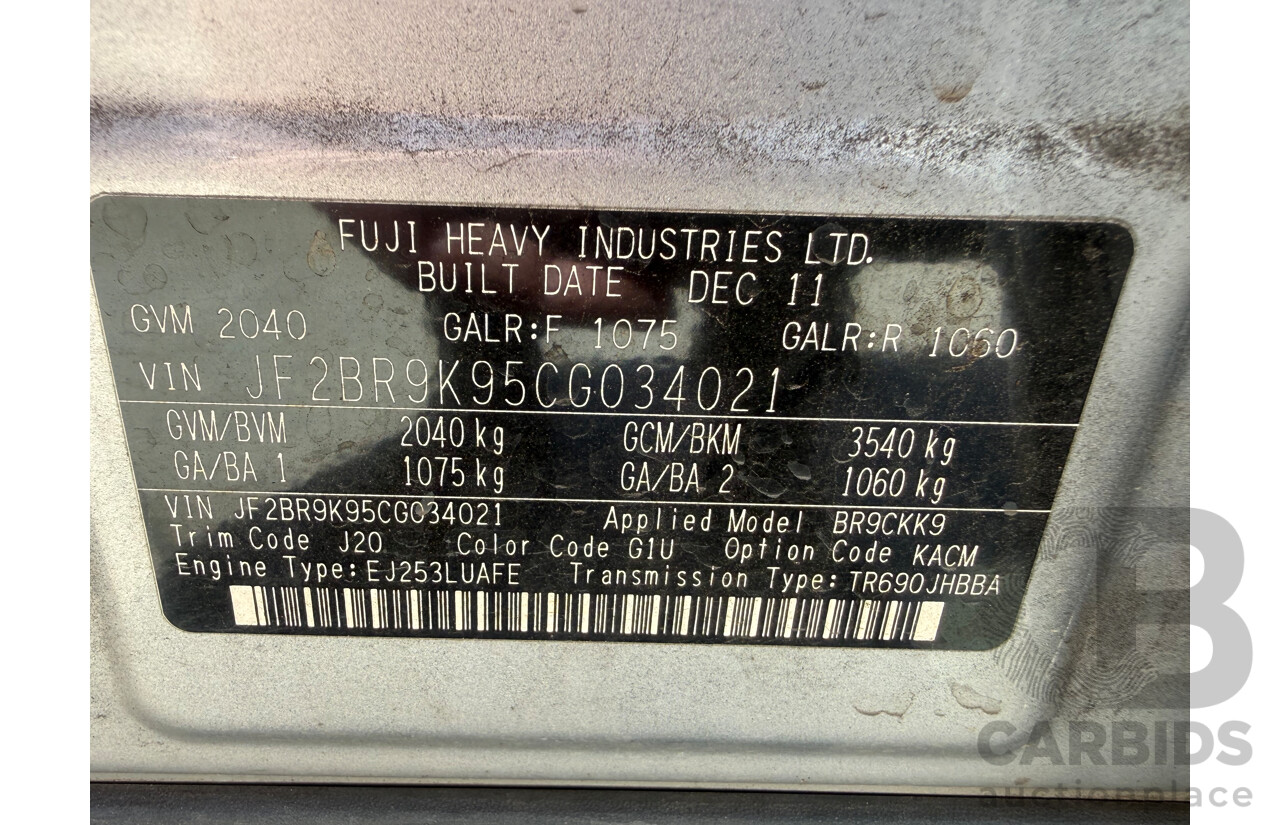 FUJI HEAVY INDUSTRIES LTD.
BUILT DATE DEC 11
GVM 2040 GALR:F 1075 GALR:R 1060
VIN JF2BR9K95CG034021
GVM/BVM 2040 kg GCM/BKM 3540 kg
GA/BA 1 1075 kg GA/BA 2 1060 kg
VIN JF2BR9K95CG034021 Applied Model BR9CKK9
Trim Code J20 Color Code G1U Option Code KACM
Engine Type: EJ253LUAFE Transmission Type: TR690JHBBA
B
CARBIDS
auctionplace